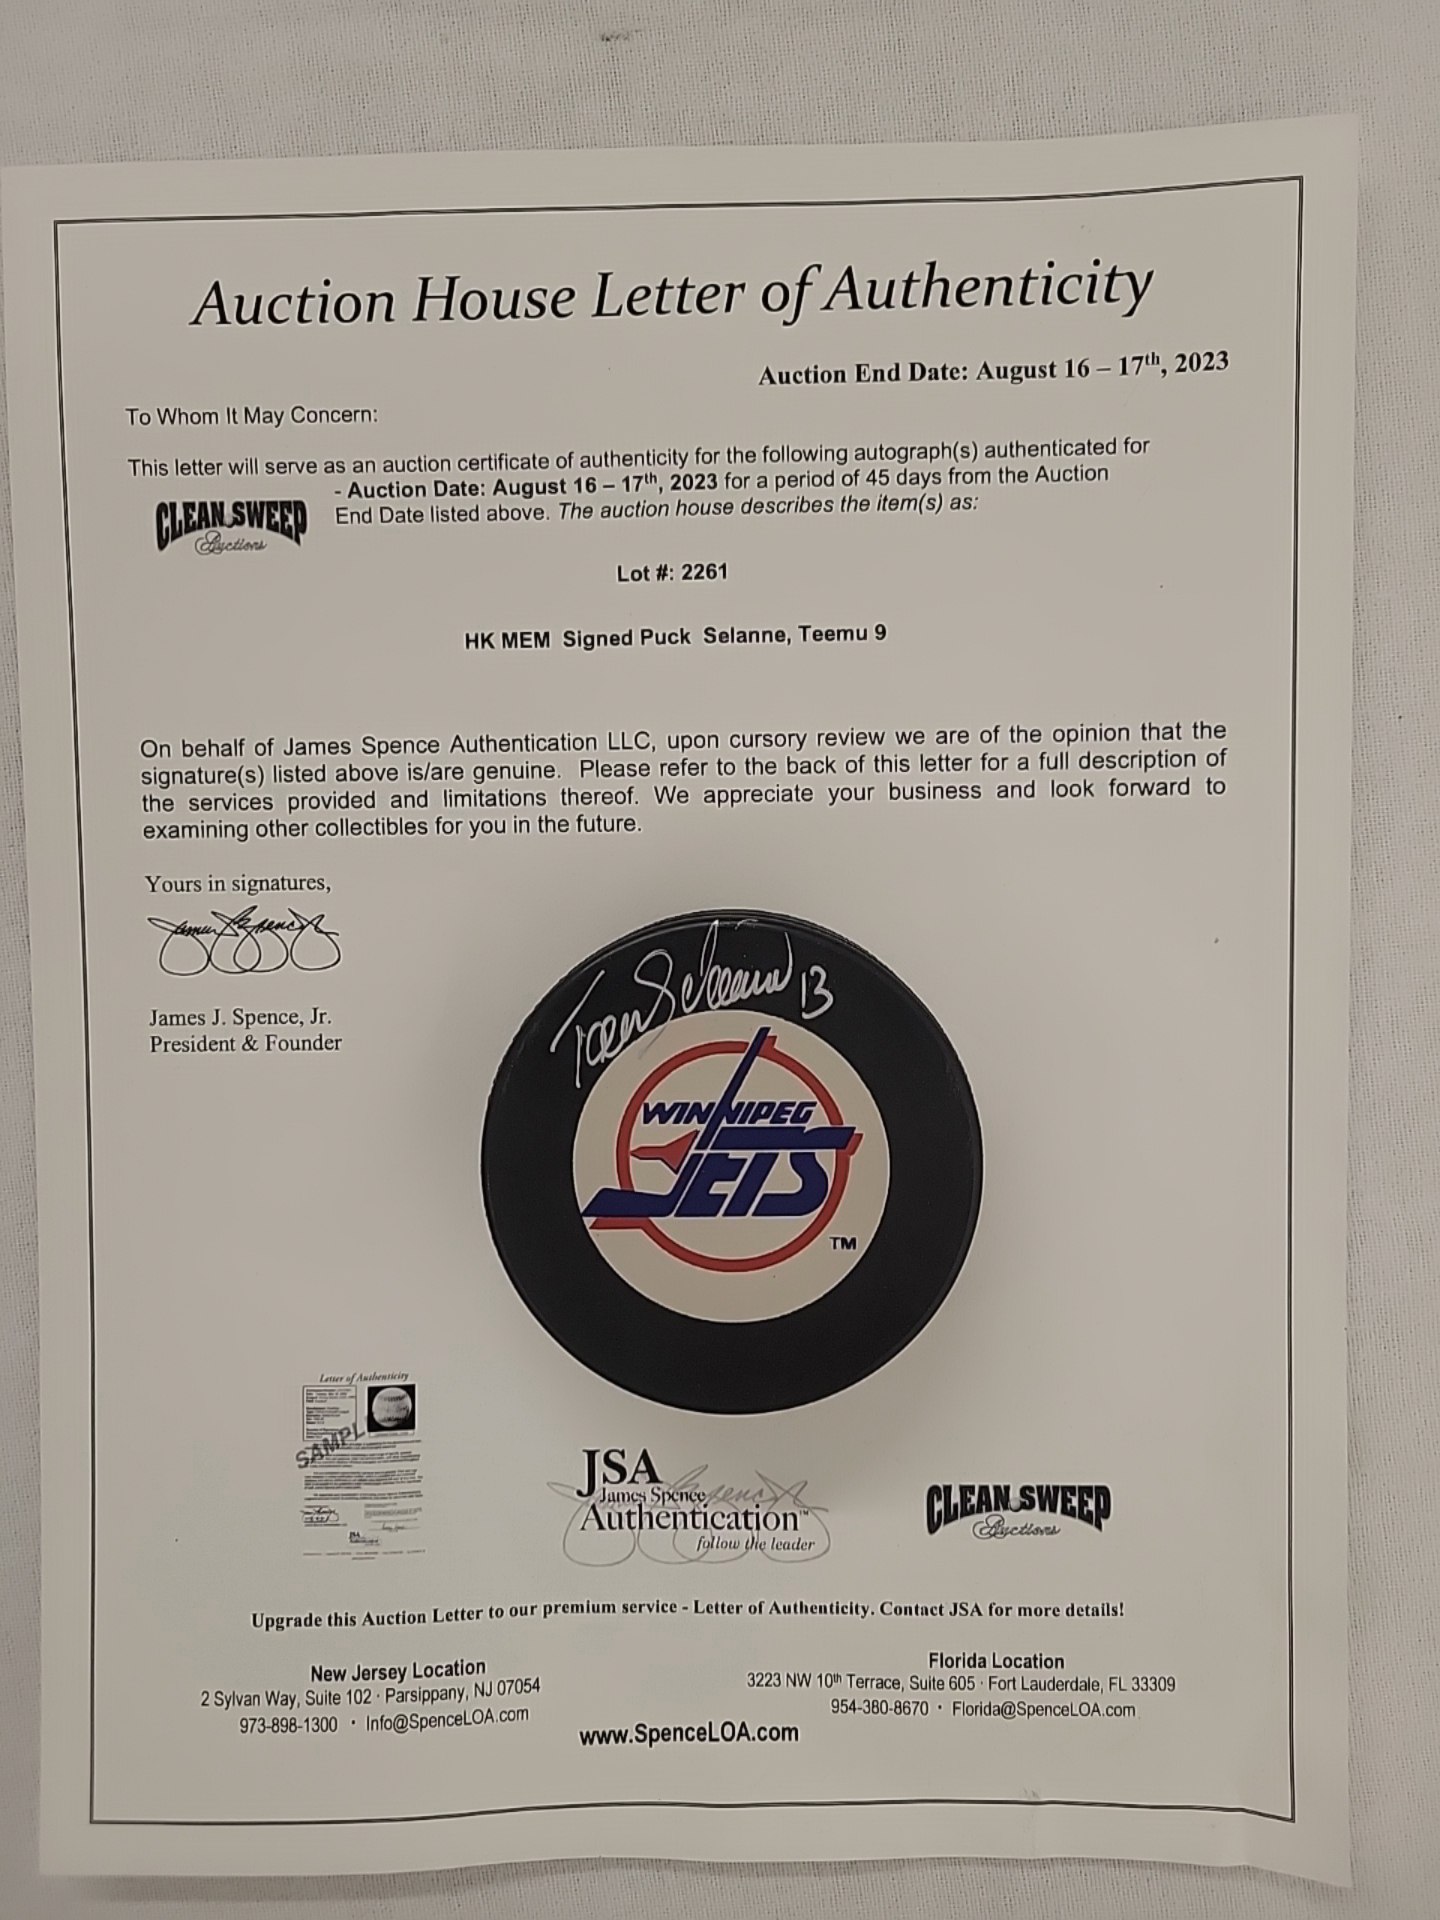 Auction House Letter of Authenticity
Auction End Date: August 16 – 17th, 2023
To Whom It May Concern:
This letter will serve as an auction certificate of authenticity for the following autograph(s) authenticated for
- Auction Date: August 16 – 17th, 2023 for a period of 45 days from the Auction
CLEAN SWEEP
Auctions
End Date listed above. The auction house describes the item(s) as:
Lot #: 2261
HK MEM Signed Puck Selanne, Teemu 9
On behalf of James Spence Authentication LLC, upon cursory review we are of the opinion that the
signature(s) listed above is/are genuine. Please refer to the back of this letter for a full description of
the services provided and limitations thereof. We appreciate your business and look forward to
examining other collectibles for you in the future.
Yours in signatures,
James J. Spence, Jr.
President & Founder
13
WINNIPEG
JETS
TM
Letter of Authenticity
SAMPL
JSA
James Spence
Authentication™
follow the leader
CLEAN SWEEP
Auctions
Upgrade this Auction Letter to our premium service - Letter of Authenticity. Contact JSA for more details!
New Jersey Location
2 Sylvan Way, Suite 102 · Parsippany, NJ 07054
973-898-1300 · Info@SpenceLOA.com
Florida Location
3223 NW 10th Terrace, Suite 605 · Fort Lauderdale, FL 33309
954-380-8670 · Florida@SpenceLOA.com
www.SpenceLOA.com